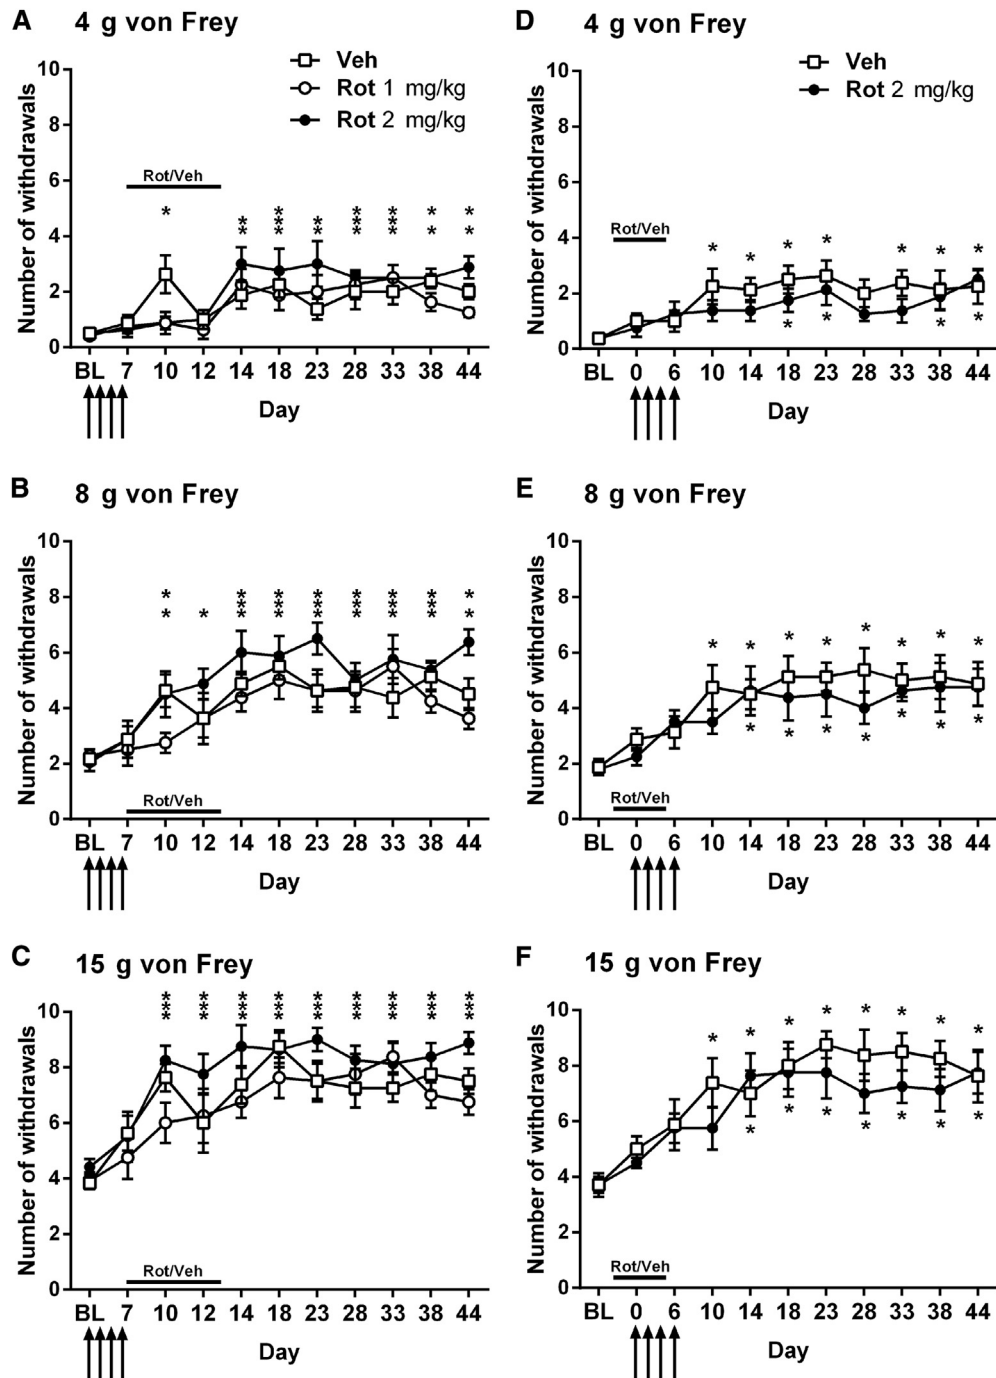 A 4 g von Frey
Veh
Rot 1 mg/kg
Rot 2 mg/kg
Number of withdrawals
10
8
6
4
2
0
Rot/Veh
* ** *** ** *** *** ** **
BL 7 10 12 14 18 23 28 33 38 44
Day
D 4 g von Frey
Veh
Rot 2 mg/kg
Number of withdrawals
10
8
6
4
2
0
Rot/Veh
* * * * * * *
* * * *
BL 0 6 10 14 18 23 28 33 38 44
Day
B 8 g von Frey
Number of withdrawals
10
8
6
4
2
0
** * *** *** *** *** *** *** **
Rot/Veh
BL 7 10 12 14 18 23 28 33 38 44
Day
E 8 g von Frey
Number of withdrawals
10
8
6
4
2
0
* * * * * * * *
* * * * * * *
Rot/Veh
BL 0 6 10 14 18 23 28 33 38 44
Day
C 15 g von Frey
Number of withdrawals
10
8
6
4
2
0
*** *** *** *** *** *** *** *** ***
Rot/Veh
BL 7 10 12 14 18 23 28 33 38 44
Day
F 15 g von Frey
Number of withdrawals
10
8
6
4
2
0
* * * * * * * *
* * * * * * *
Rot/Veh
BL 0 6 10 14 18 23 28 33 38 44
Day